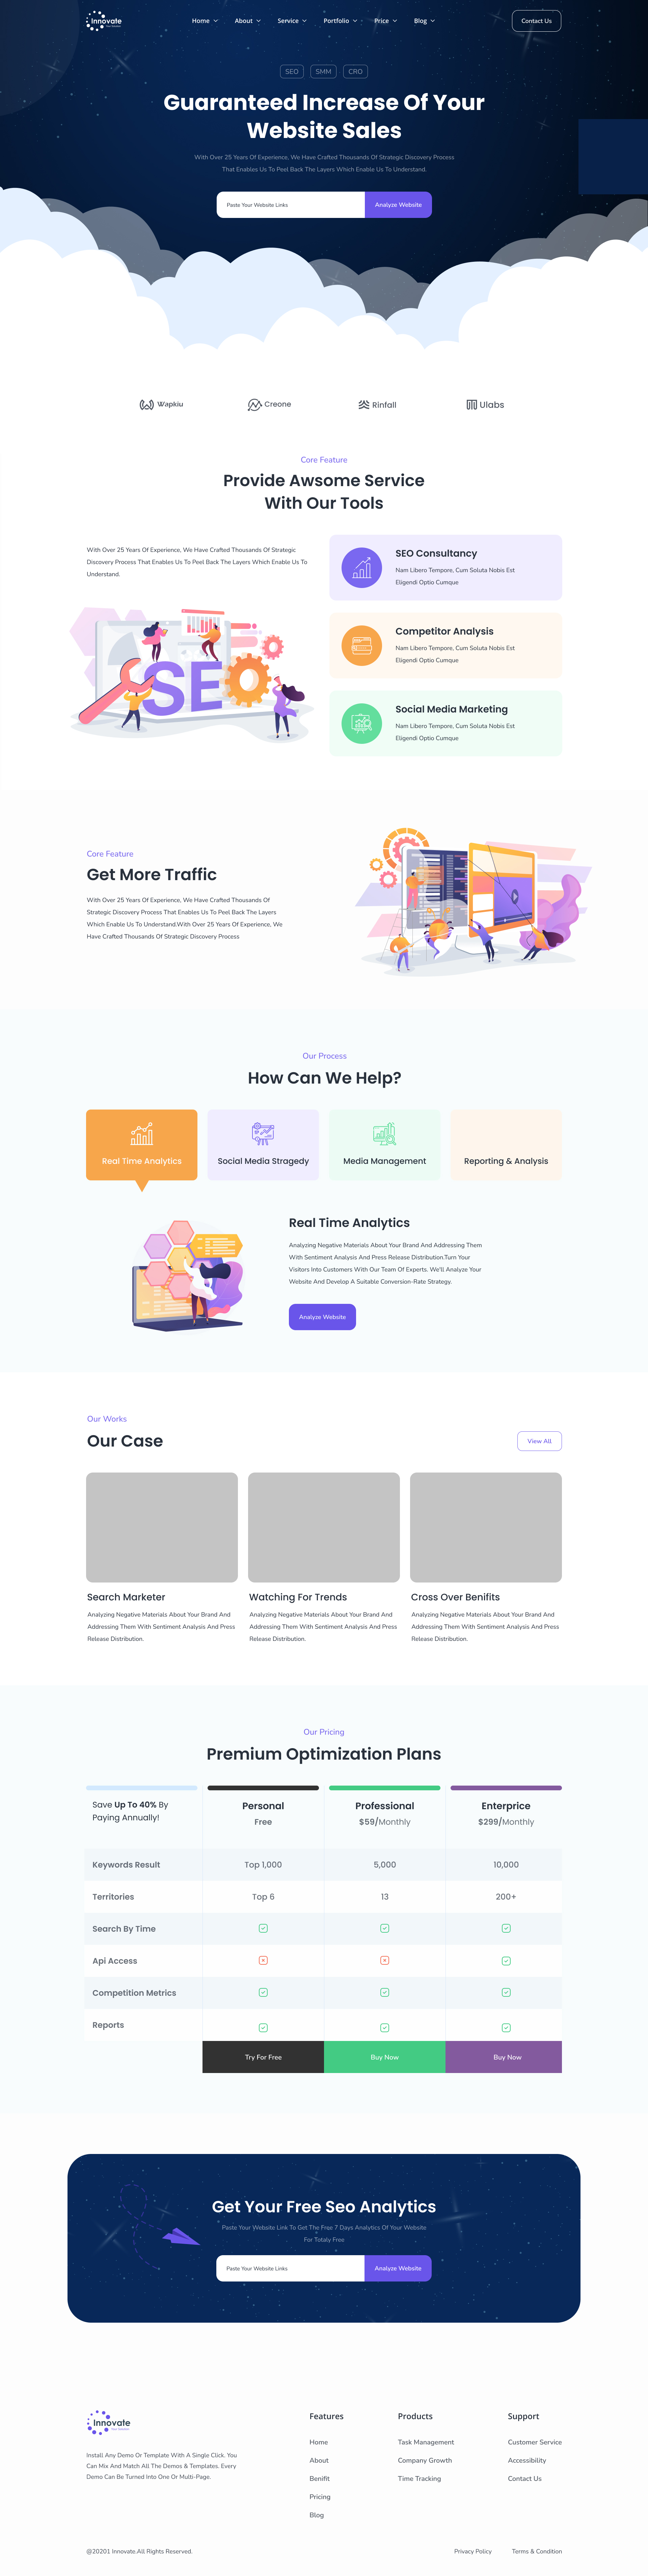 Innovate
Home
About
Service
Portfolio
Price
Blog
Contact Us
SEO
SMM
CRO
Guaranteed Increase Of Your
Website Sales
With Over 25 Years Of Experience, We Have Crafted Thousands Of Strategic Discovery Process
That Enables Us To Peel Back The Layers Which Enable Us To Understand.
Paste Your Website Links
Analyze Website
Wapkiu
Creone
Rinfall
Ulabs
Core Feature
Provide Awsome Service
With Our Tools
With Over 25 Years Of Experience, We Have Crafted Thousands Of Strategic
Discovery Process That Enables Us To Peel Back The Layers Which Enable Us To
Understand.
SE
SEO Consultancy
Nam Libero Tempore, Cum Soluta Nobis Est
Eligendi Optio Cumque
Competitor Analysis
Nam Libero Tempore, Cum Soluta Nobis Est
Eligendi Optio Cumque
Social Media Marketing
Nam Libero Tempore, Cum Soluta Nobis Est
Eligendi Optio Cumque
Core Feature
Get More Traffic
With Over 25 Years Of Experience, We Have Crafted Thousands Of
Strategic Discovery Process That Enables Us To Peel Back The Layers
Which Enable Us To Understand.With Over 25 Years Of Experience, We
Have Crafted Thousands Of Strategic Discovery Process
Our Process
How Can We Help?
Real Time Analytics
Social Media Stragedy
Media Management
Reporting & Analysis
Real Time Analytics
Analyzing Negative Materials About Your Brand And Addressing Them
With Sentiment Analysis And Press Release Distribution.Turn Your
Visitors Into Customers With Our Team Of Experts. We'll Analyze Your
Website And Develop A Suitable Conversion-Rate Strategy.
Analyze Website
Our Works
Our Case
View All
Search Marketer
Analyzing Negative Materials About Your Brand And
Addressing Them With Sentiment Analysis And Press
Release Distribution.
Watching For Trends
Analyzing Negative Materials About Your Brand And
Addressing Them With Sentiment Analysis And Press
Release Distribution.
Cross Over Benifits
Analyzing Negative Materials About Your Brand And
Addressing Them With Sentiment Analysis And Press
Release Distribution.
Our Pricing
Premium Optimization Plans
Save Up To 40% By
Paying Annually!
Personal
Free
Professional
$59/Monthly
Enterprice
$299/Monthly
Keywords Result
Top 1,000
5,000
10,000
Territories
Top 6
13
200+
Search By Time
Api Access
Competition Metrics
Reports
Try For Free
Buy Now
Buy Now
Get Your Free Seo Analytics
Paste Your Website Link To Get The Free 7 Days Analytics Of Your Website
For Totaly Free
Paste Your Website Links
Analyze Website
Innovate
Install Any Demo Or Template With A Single Click. You
Can Mix And Match All The Demos & Templates. Every
Demo Can Be Turned Into One Or Multi-Page.
Features
Home
About
Benifit
Pricing
Blog
Products
Task Management
Company Growth
Time Tracking
Support
Customer Service
Accessibility
Contact Us
@20201 Innovate.All Rights Reserved.
Privacy Policy
Terms & Condition